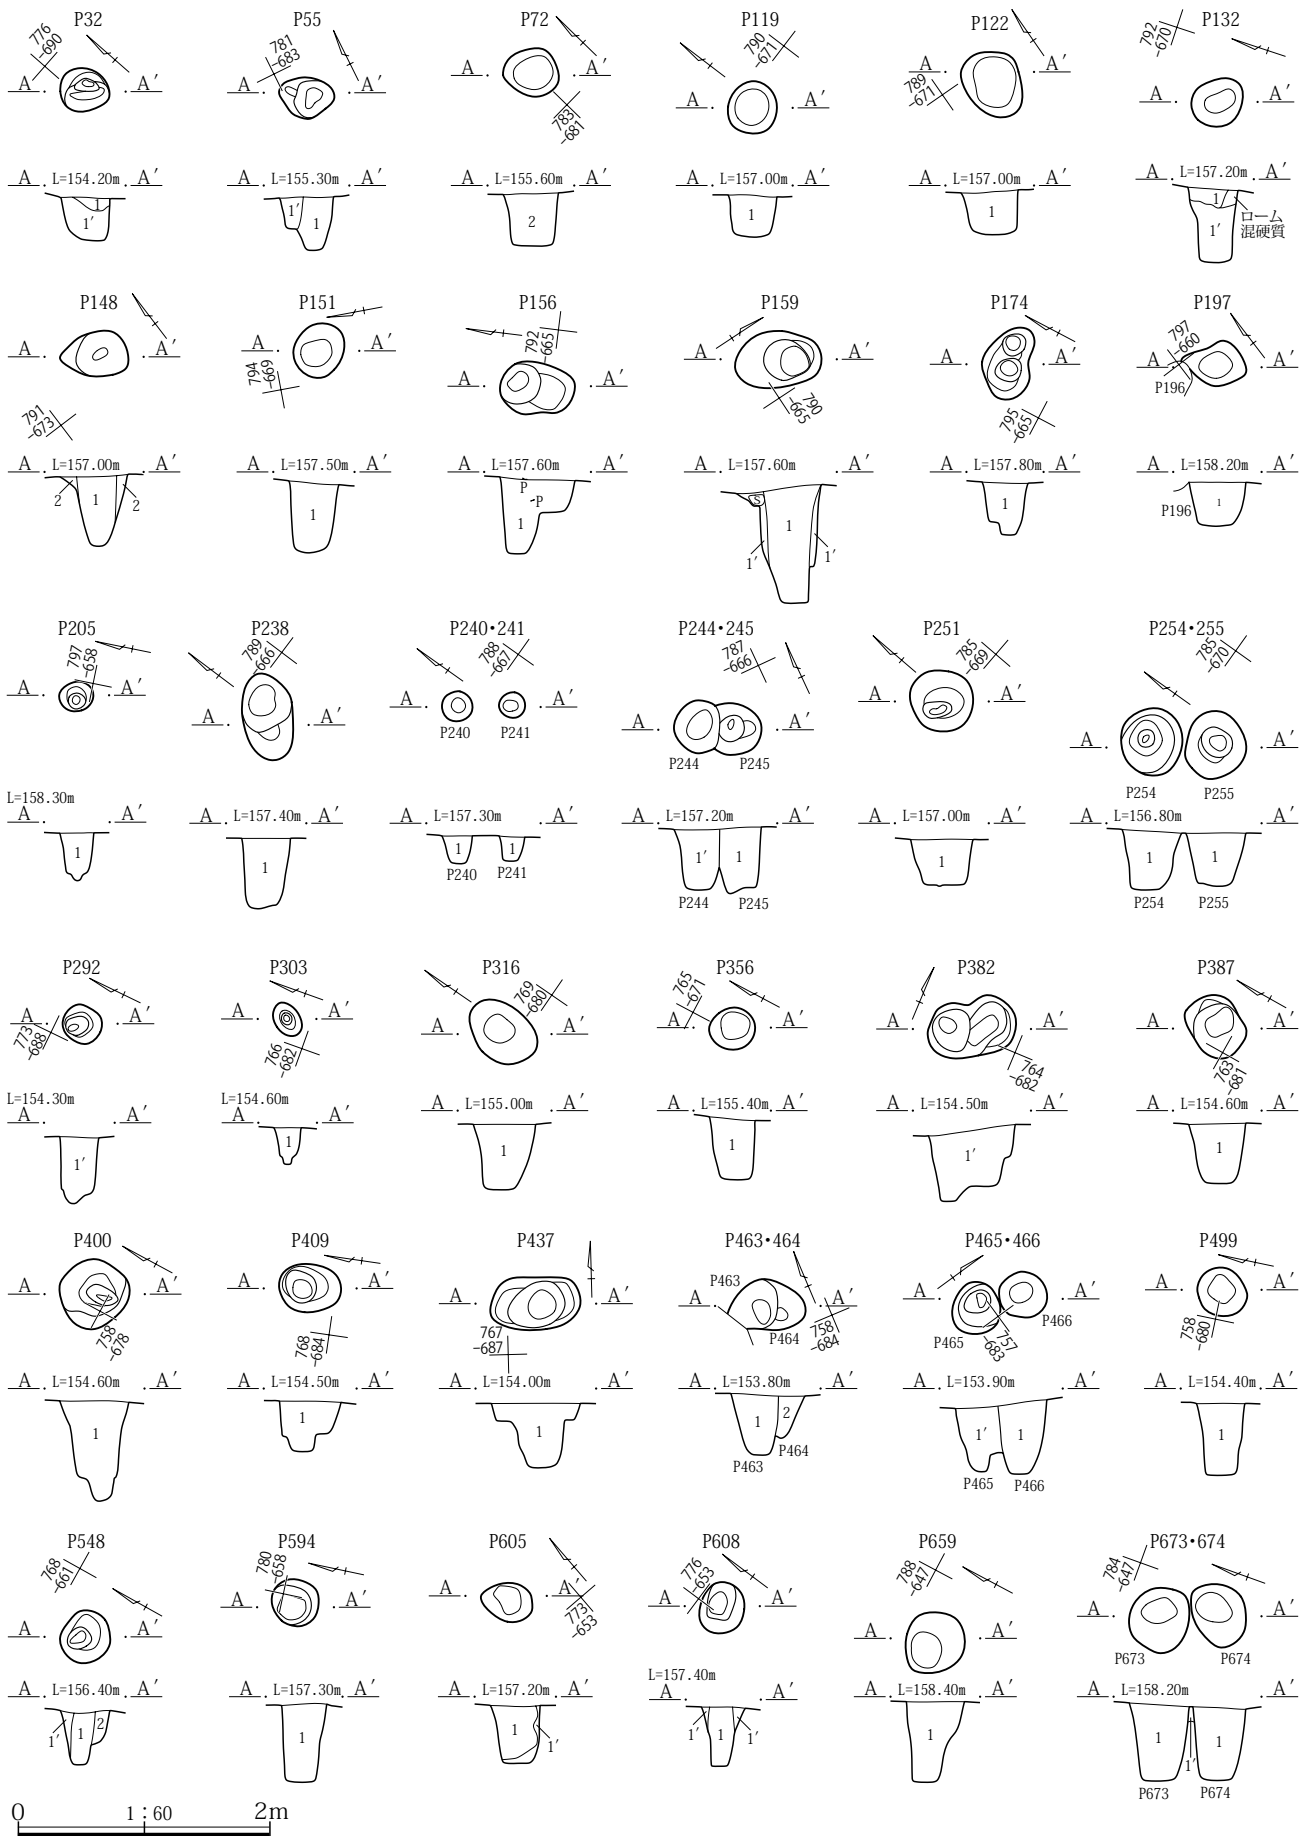 P32
776
-690
A
A′
A
L=154.20m
A′
1
1′
P55
781
-683
A
A′
A
L=155.30m
A′
1′
1
P72
A
A′
783
-681
A
L=155.60m
A′
2
P119
790
-671
A
A′
A
L=157.00m
A′
1
P122
A
A′
789
-671
A
L=157.00m
A′
1
P132
792
-670
A
A′
A
L=157.20m
A′
1
1′
ローム
混硬質
P148
A
A′
791
-673
A
L=157.00m
A′
2
1
2
P151
A
A′
794
-669
A
L=157.50m
A′
1
P156
792
-665
A
A′
A
L=157.60m
A′
P
P
1
P159
A
A′
790
-665
A
L=157.60m
A′
S
1
1′
1′
P174
A
A′
795
-665
A
L=157.80m
A′
1
P197
797
-660
A
A′
P196
A
L=158.20m
A′
P196
1
P205
797
-658
A
A′
L=158.30m
A
A′
1
P238
789
-666
A
A′
A
L=157.40m
A′
1
P240・241
788
-667
A
A′
P240
P241
A
L=157.30m
A′
1
1
P240
P241
P244・245
787
-666
A
A′
P244
P245
A
L=157.20m
A′
1′
1
P244
P245
P251
785
-669
A
A′
A
L=157.00m
A′
1
P254・255
785
-670
A
A′
P254
P255
A
L=156.80m
A′
1
1
P254
P255
P292
A
A′
773
-688
L=154.30m
A
A′
1′
P303
A
A′
766
-682
L=154.60m
A
A′
1
P316
769
-680
A
A′
A
L=155.00m
A′
1
P356
765
-671
A
A′
A
L=155.40m
A′
1
P382
A
A′
764
-682
A
L=154.50m
A′
1′
P387
A
A′
763
-681
A
L=154.60m
A′
1
P400
A
A′
758
-678
A
L=154.60m
A′
1
P409
A
A′
768
-684
A
L=154.50m
A′
1
P437
A
A′
767
-687
A
L=154.00m
A′
1
P463・464
P463
A
A′
P464
758
-684
A
L=153.80m
A′
1
2
P464
P463
P465・466
A
A′
P465
P466
757
-683
A
L=153.90m
A′
1′
1
P465
P466
P499
A
A′
758
-680
A
L=154.40m
A′
1
P548
768
-661
A
A′
A
L=156.40m
A′
1′
1
2
P594
780
-658
A
A′
A
L=157.30m
A′
1
P605
A
A′
773
-653
A
L=157.20m
A′
1
1′
P608
776
-653
A
A′
L=157.40m
A
A′
1′
1
1′
P659
788
-647
A
A′
A
L=158.40m
A′
1
P673・674
784
-647
A
A′
P673
P674
A
L=158.20m
A′
1
1′
1
P673
P674
0
1：60
2m